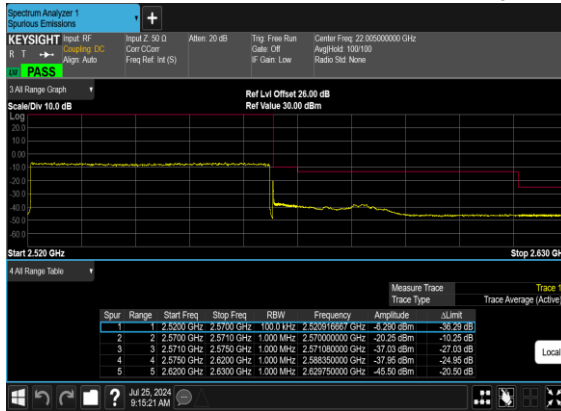 Spectrum Analyzer 1
Spurious Emissions
KEYSIGHT Input: RF Input Z: 50 Ω Atten: 20 dB Trig: Free Run Center Freq: 22.005000000 GHz
R T Coupling: DC Corr CCorr Gate: Off Avg|Hold: 100/100
Align: Auto Freq Ref: Int (S) IF Gain: Low Radio Std: None
PASS
3 All Range Graph
Ref Lvl Offset 26.00 dB
Scale/Div 10.0 dB Ref Value 30.00 dBm
Log
20.0
10.0
0.00
-10.0
-20.0
-30.0
-40.0
-50.0
-60.0
Start 2.520 GHz Stop 2.630 GH
4 All Range Table
Measure Trace Trace 1
Trace Type Trace Average (Active)
Spur Range Start Freq Stop Freq RBW Frequency Amplitude ΔLimit
1 1 2.5200 GHz 2.5700 GHz 100.0 kHz 2.520916667 GHz -6.290 dBm -36.29 dB
2 2 2.5700 GHz 2.5710 GHz 1.000 MHz 2.570000000 GHz -20.25 dBm -10.25 dB
3 3 2.5710 GHz 2.5750 GHz 1.000 MHz 2.571080000 GHz -37.03 dBm -27.03 dB
4 4 2.5750 GHz 2.6200 GHz 1.000 MHz 2.588350000 GHz -37.95 dBm -24.95 dB
5 5 2.6200 GHz 2.6300 GHz 1.000 MHz 2.629750000 GHz -45.50 dBm -20.50 dB
Local
? Jul 25, 2024
9:15:21 AM